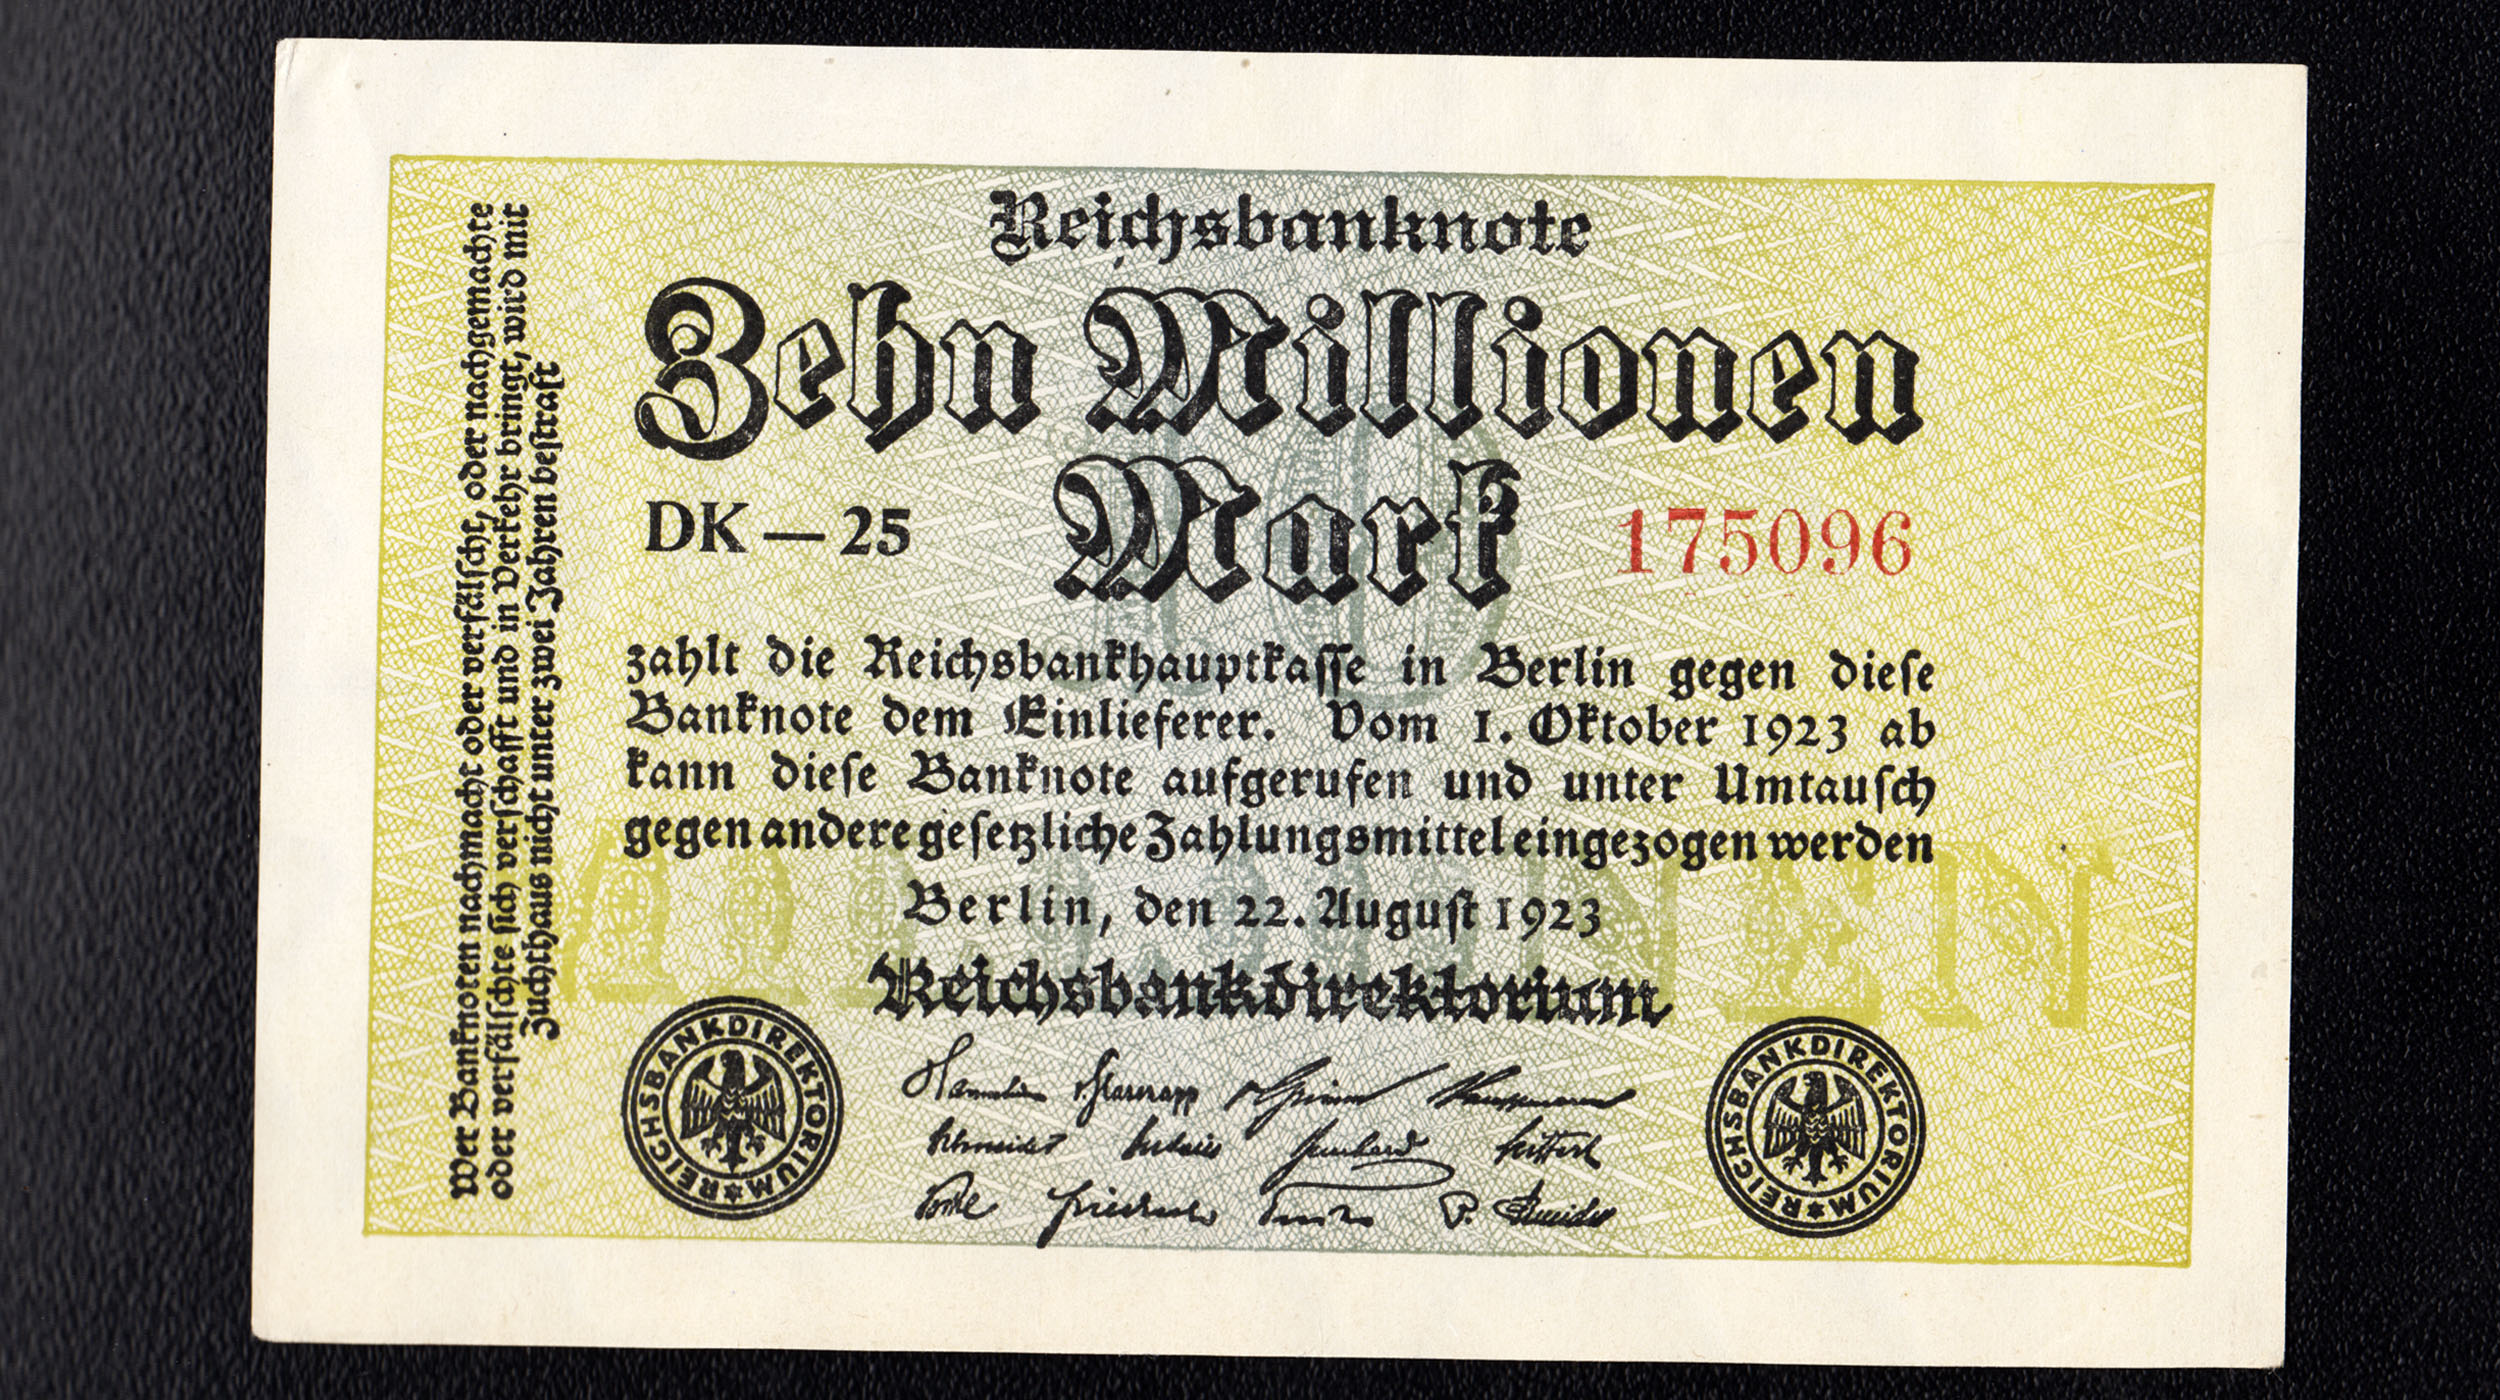 Reichsbanknote
Zehn Millionen
Mark
DK — 25
175096
zahlt die Reichsbankhauptkasse in Berlin gegen diese
Banknote dem Einlieferer. Vom 1. Oktober 1923 ab
kann diese Banknote aufgerufen und unter Umtausch
gegen andere gesetzliche Zahlungsmittel eingezogen werden
Berlin, den 22. August 1923
Reichsbankdirektorium
REICHSBANKDIREKTORIUM
REICHSBANKDIREKTORIUM
Wer Banknoten nachmacht oder verfälscht, oder nachgemachte
oder verfälschte sich verschafft und in Verkehr bringt, wird mit
Zuchthaus nicht unter zwei Jahren bestraft
10
MILLIONEN